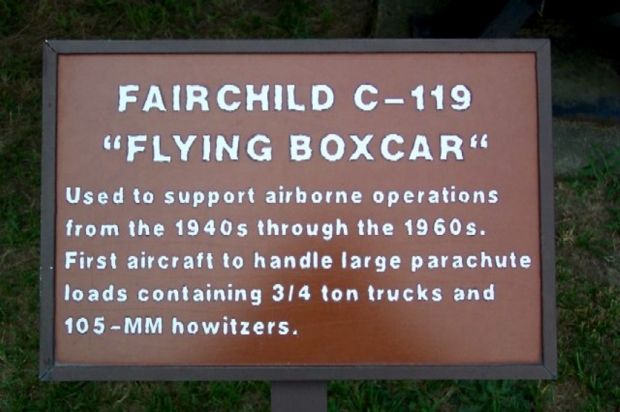 FAIRCHILD C-119
“FLYING BOXCAR“
Used to support airborne operations
from the 1940s through the 1960s.
First aircraft to handle large parachute
loads containing 3/4 ton trucks and
105-MM howitzers.